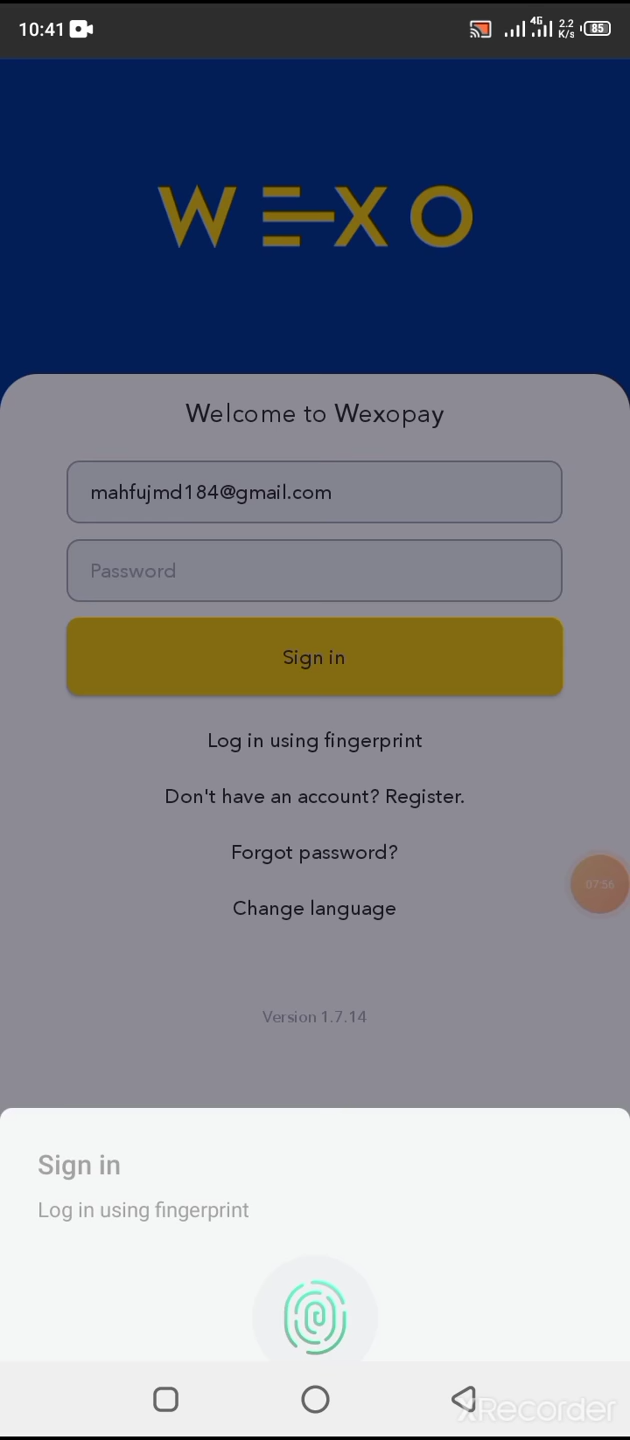 10:41
4G
2.2
K/s
85
WEXO
Welcome to Wexopay
mahfujmd184@gmail.com
Password
Sign in
Log in using fingerprint
Don't have an account? Register.
Forgot password?
Change language
07:56
Version 1.7.14
Sign in
Log in using fingerprint
XRecorder